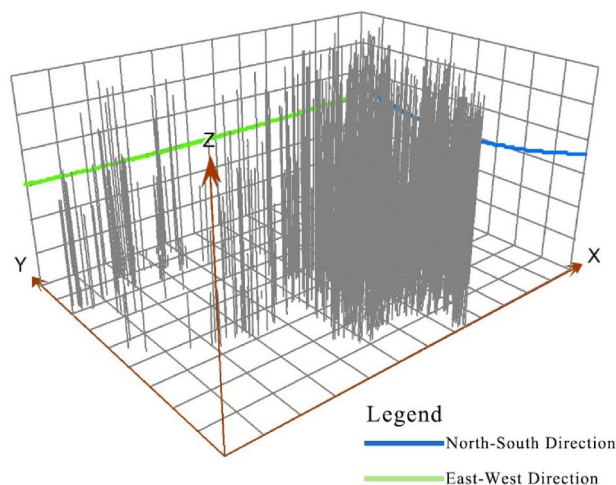 Z
Y
X
Legend
North-South Direction
East-West Direction